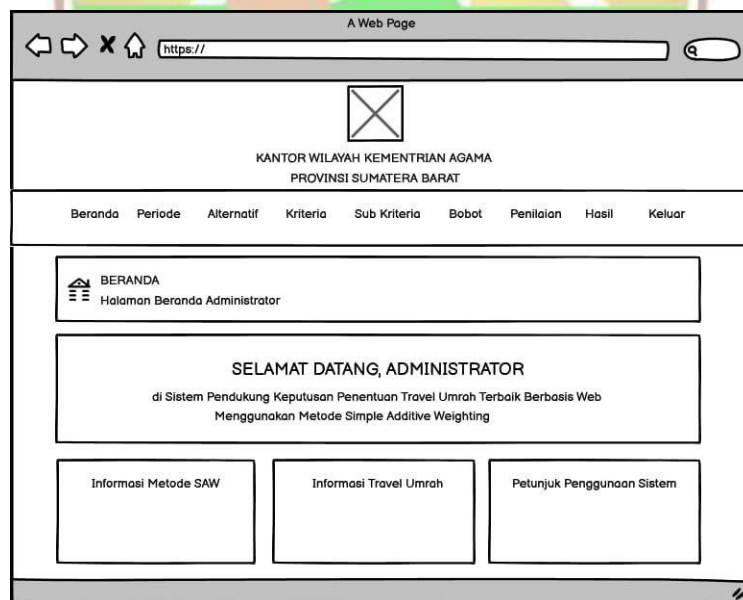 A Web Page
https://
KANTOR WILAYAH KEMENTRIAN AGAMA
PROVINSI SUMATERA BARAT
Beranda Periode Alternatif Kriteria Sub Kriteria Bobot Penilaian Hasil Keluar
BERANDA
Halaman Beranda Administrator
SELAMAT DATANG, ADMINISTRATOR
di Sistem Pendukung Keputusan Penentuan Travel Umrah Terbaik Berbasis Web
Menggunakan Metode Simple Additive Weighting
Informasi Metode SAW Informasi Travel Umrah Petunjuk Penggunaan Sistem